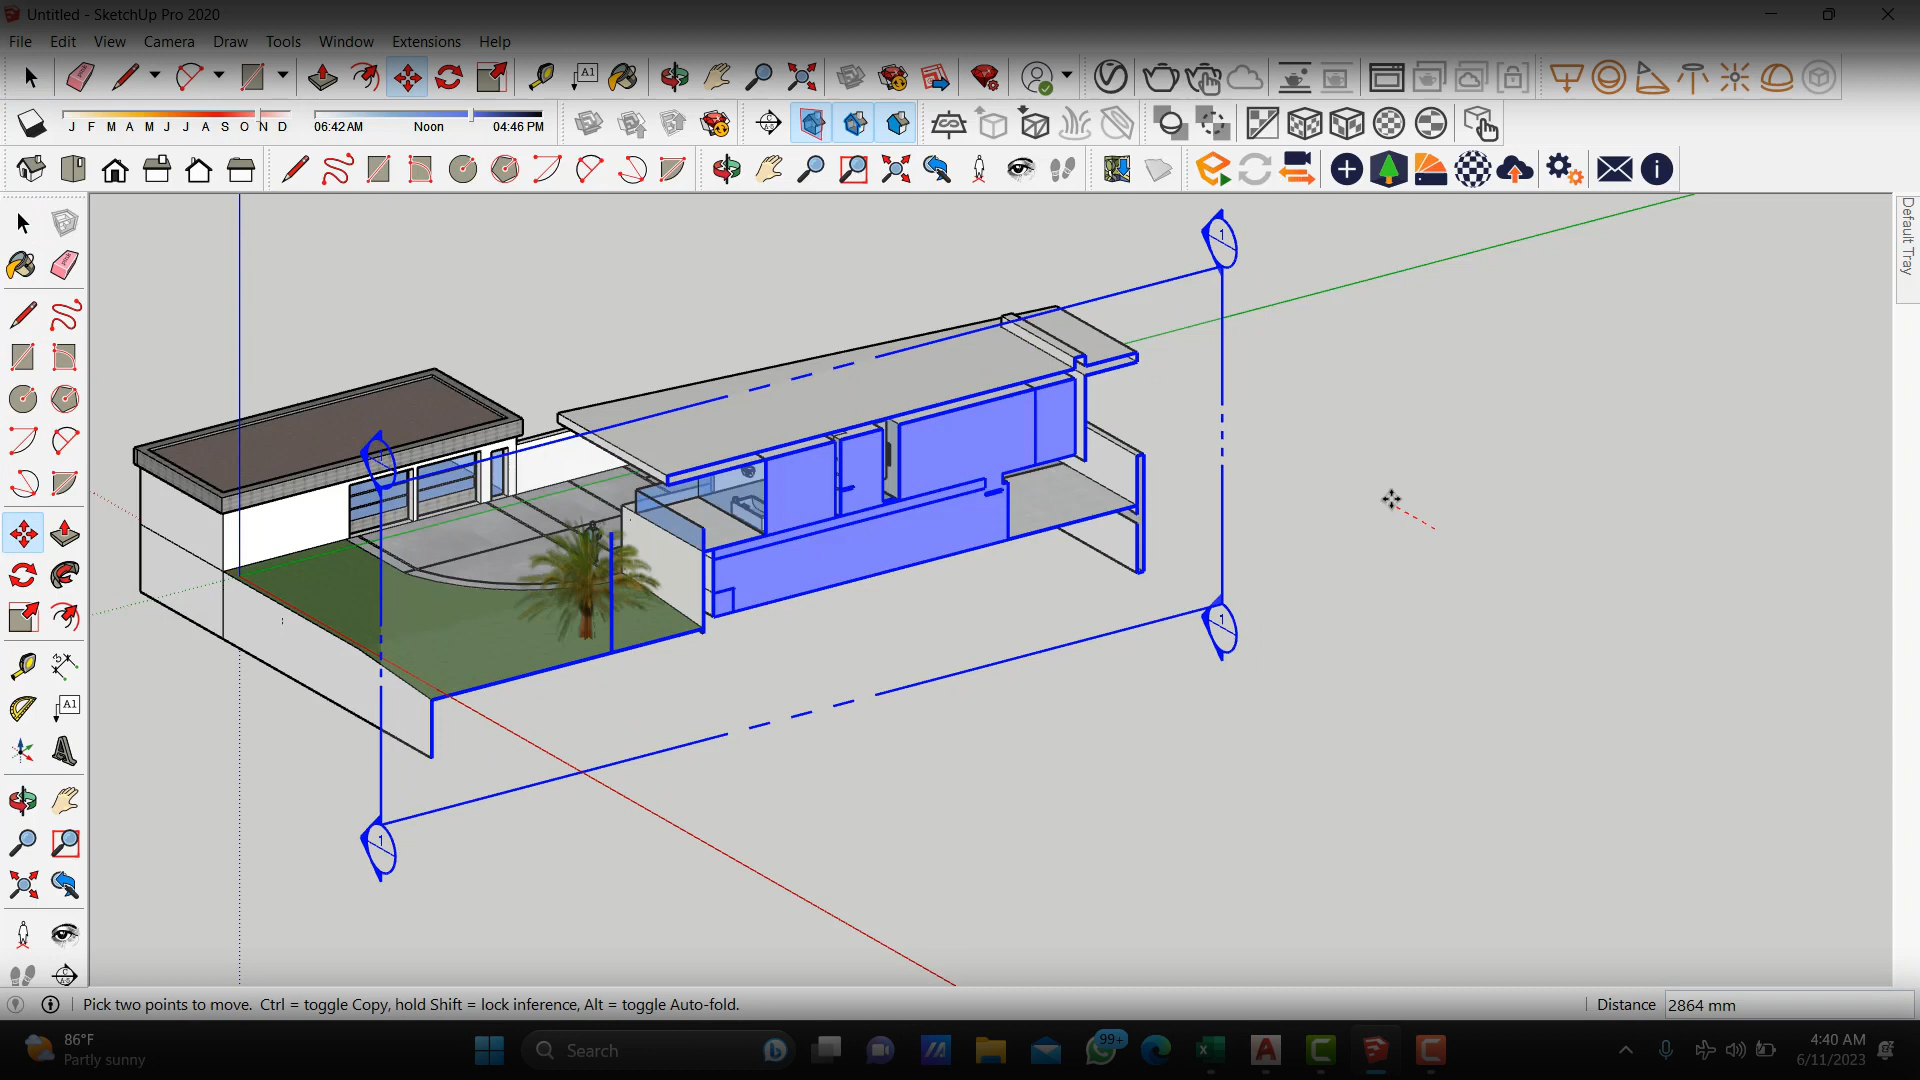 Untitled - SketchUp Pro 2020
File Edit View Camera Draw Tools Window Extensions Help
A1
J F M A M J J A S O N D
06:42 AM Noon 04:46 PM
Default Tray
1
1
1
1
A1
Pick two points to move. Ctrl = toggle Copy, hold Shift = lock inference, Alt = toggle Auto-fold.
Distance 2864 mm
86°F
Partly sunny
Search
99+
4:40 AM
6/11/2023